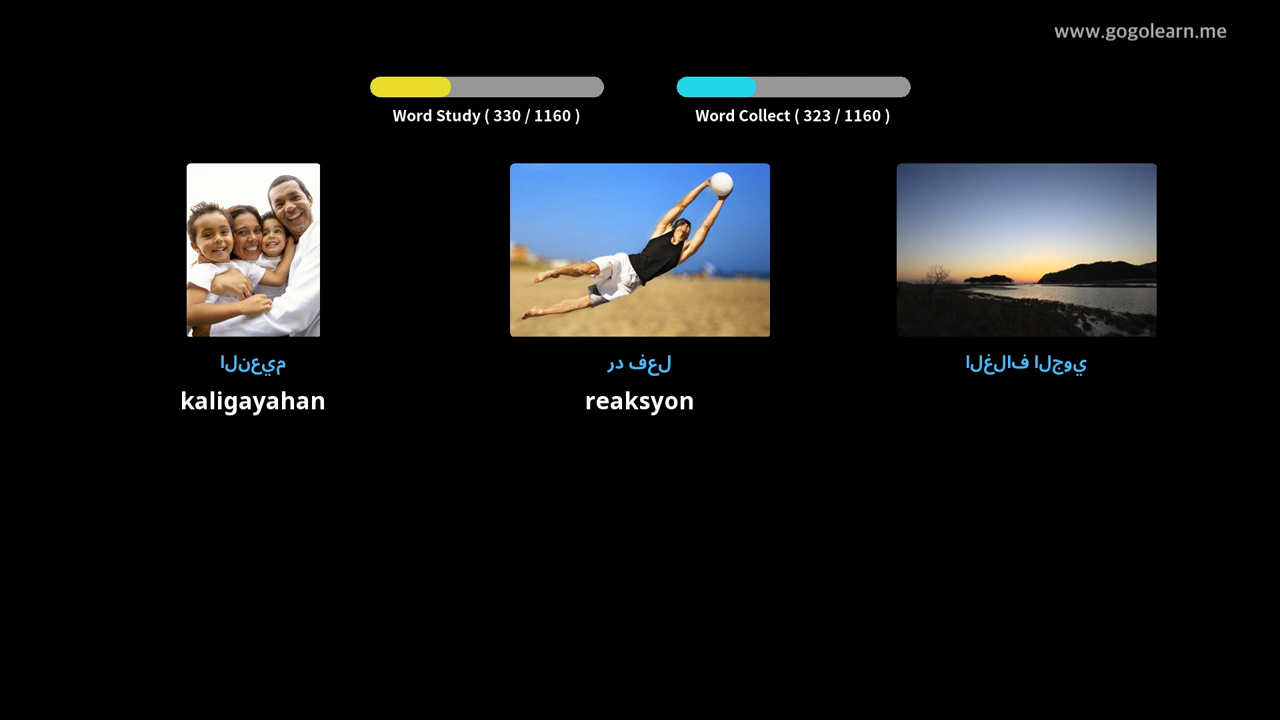 www.gogolearn.me
Word Study ( 330 / 1160 )
Word Collect ( 323 / 1160 )
النعيم
kaligayahan
رد فعل
reaksyon
الغلاف الجوي